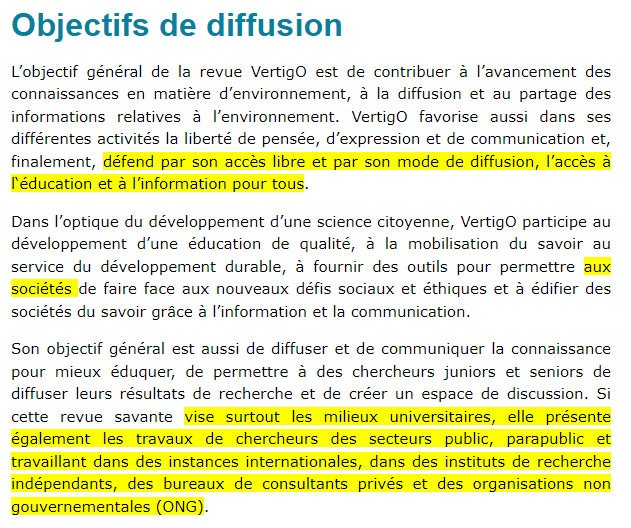 Objectifs de diffusion
L’objectif général de la revue VertigO est de contribuer à l’avancement des
connaissances en matière d’environnement, à la diffusion et au partage des
informations relatives à l’environnement. VertigO favorise aussi dans ses
différentes activités la liberté de pensée, d’expression et de communication et,
finalement, défend par son accès libre et par son mode de diffusion, l’accès à
l‘éducation et à l’information pour tous.
Dans l’optique du développement d’une science citoyenne, VertigO participe au
développement d’une éducation de qualité, à la mobilisation du savoir au
service du développement durable, à fournir des outils pour permettre aux
sociétés de faire face aux nouveaux défis sociaux et éthiques et à édifier des
sociétés du savoir grâce à l’information et la communication.
Son objectif général est aussi de diffuser et de communiquer la connaissance
pour mieux éduquer, de permettre à des chercheurs juniors et seniors de
diffuser leurs résultats de recherche et de créer un espace de discussion. Si
cette revue savante vise surtout les milieux universitaires, elle présente
également les travaux de chercheurs des secteurs public, parapublic et
travaillant dans des instances internationales, dans des instituts de recherche
indépendants, des bureaux de consultants privés et des organisations non
gouvernementales (ONG).